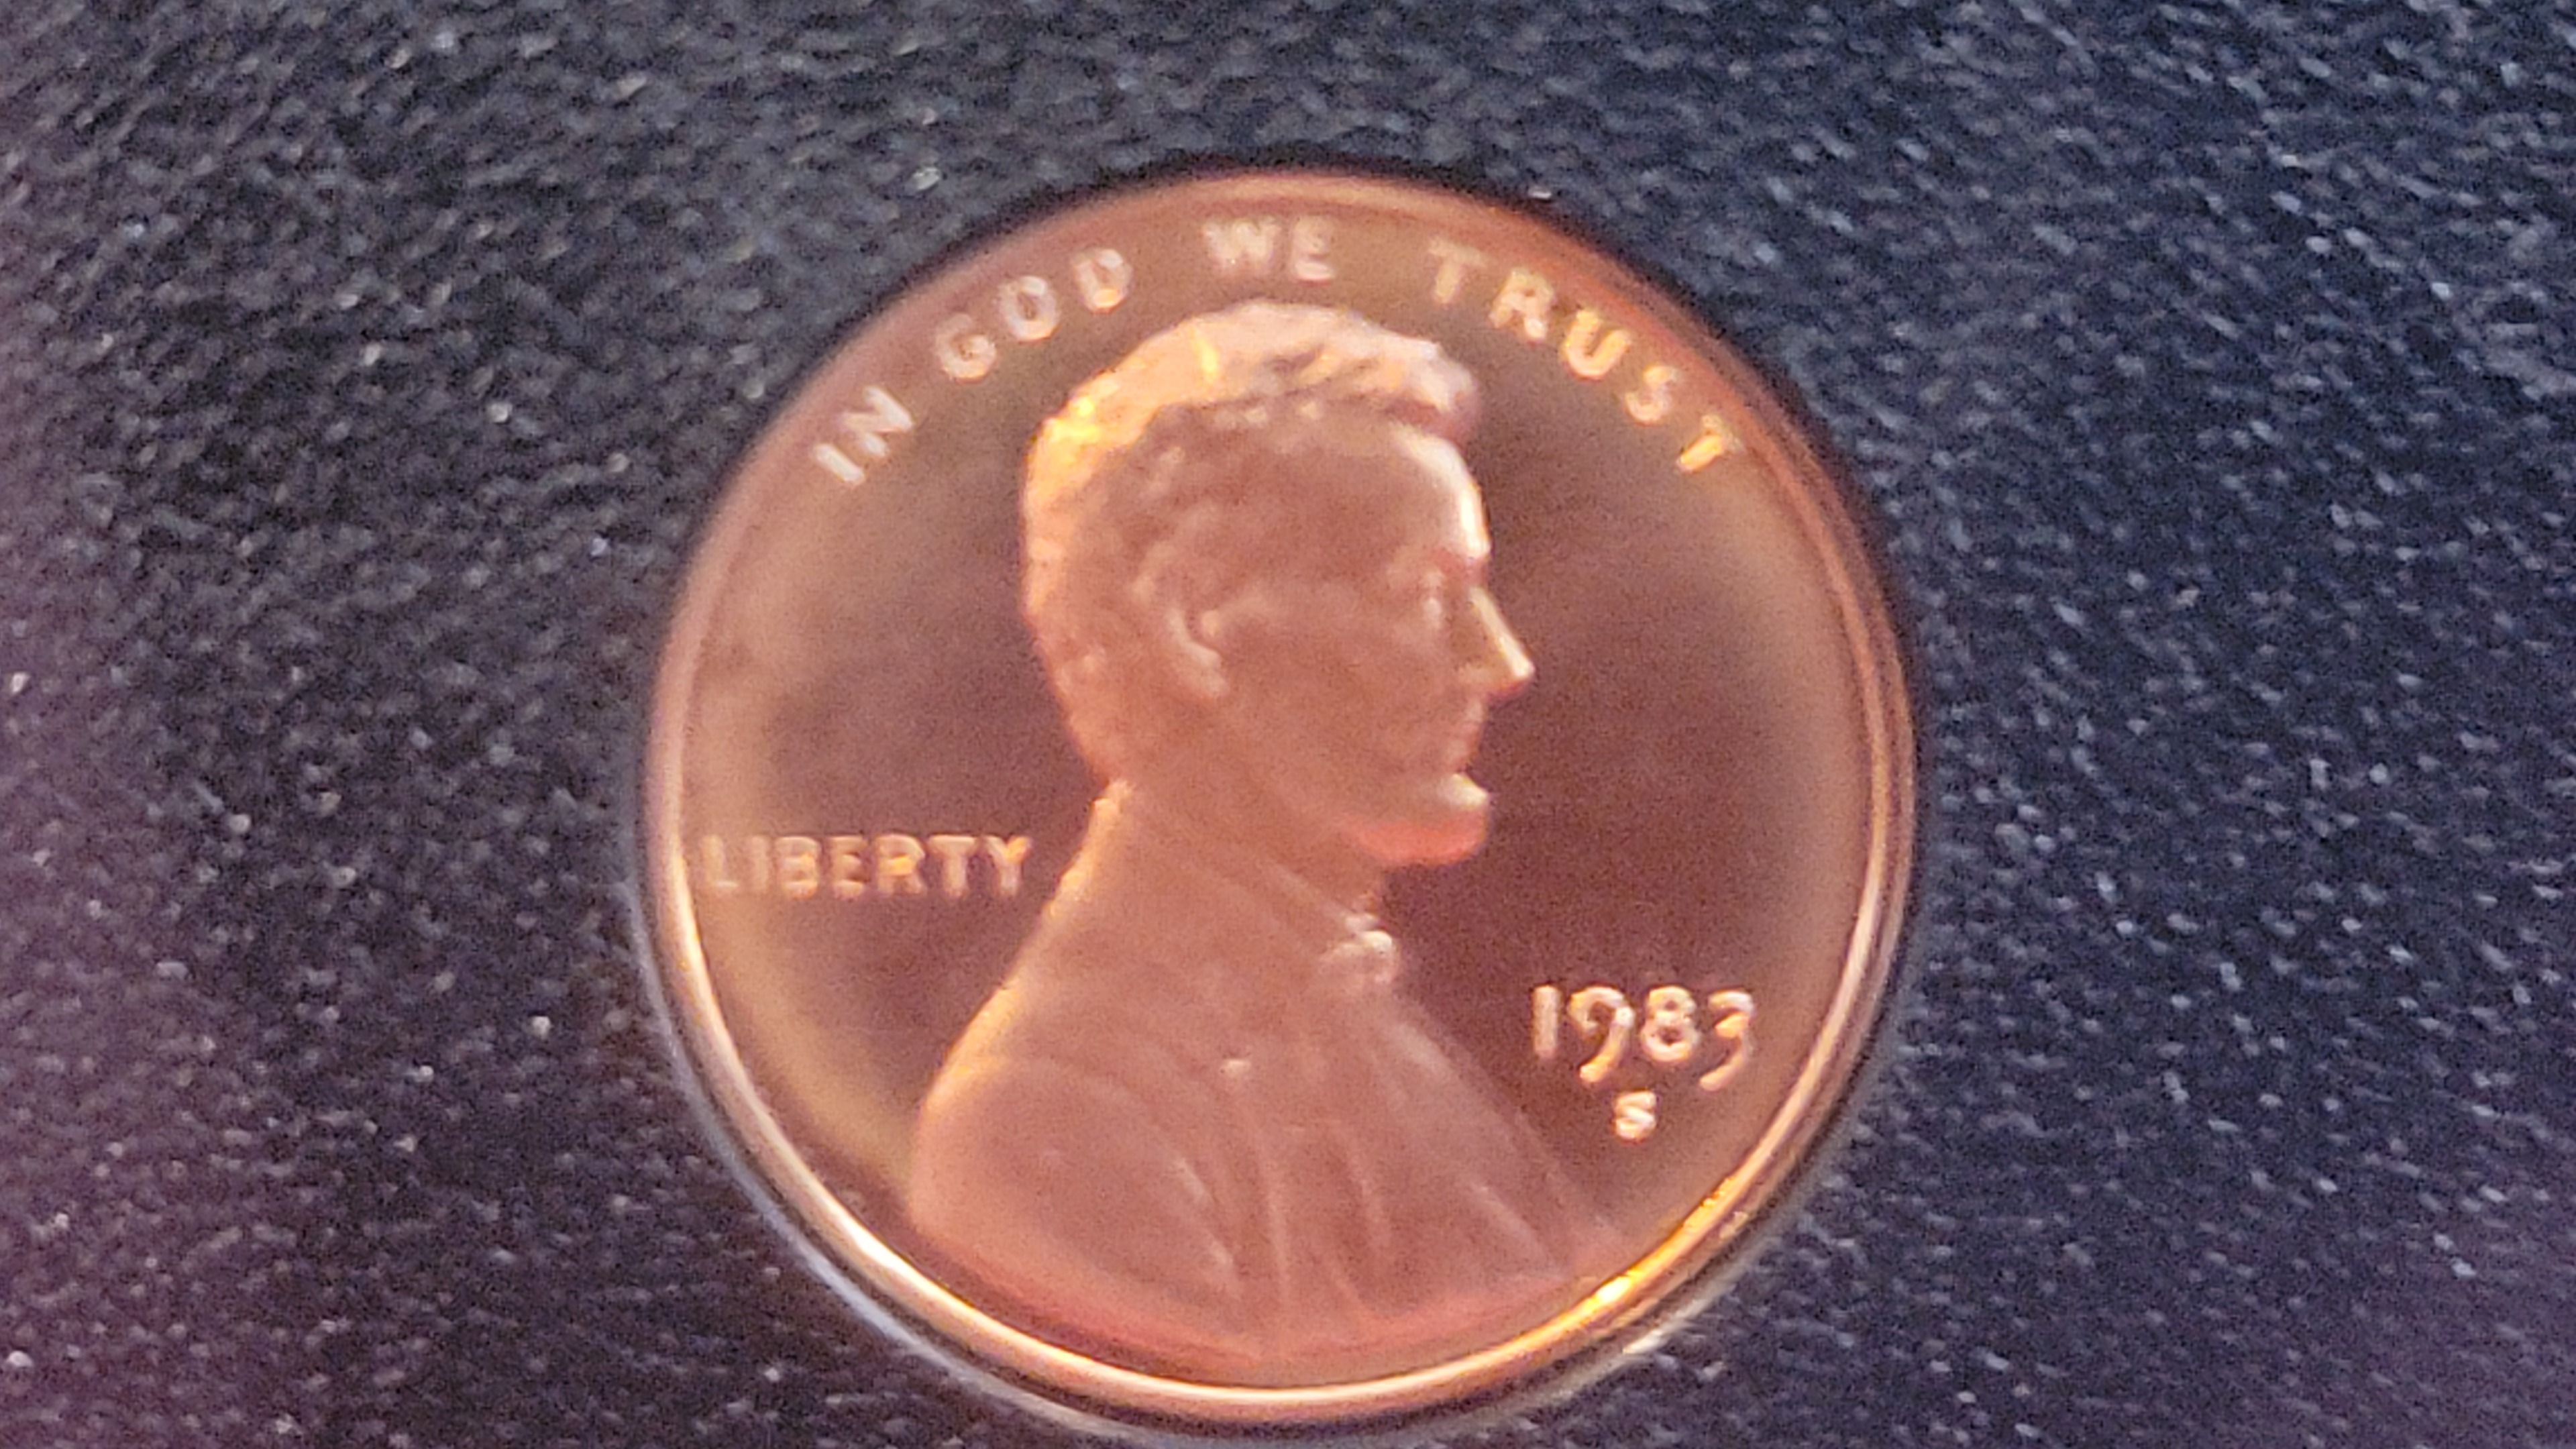 IN GOD WE TRUST
LIBERTY
1983
S